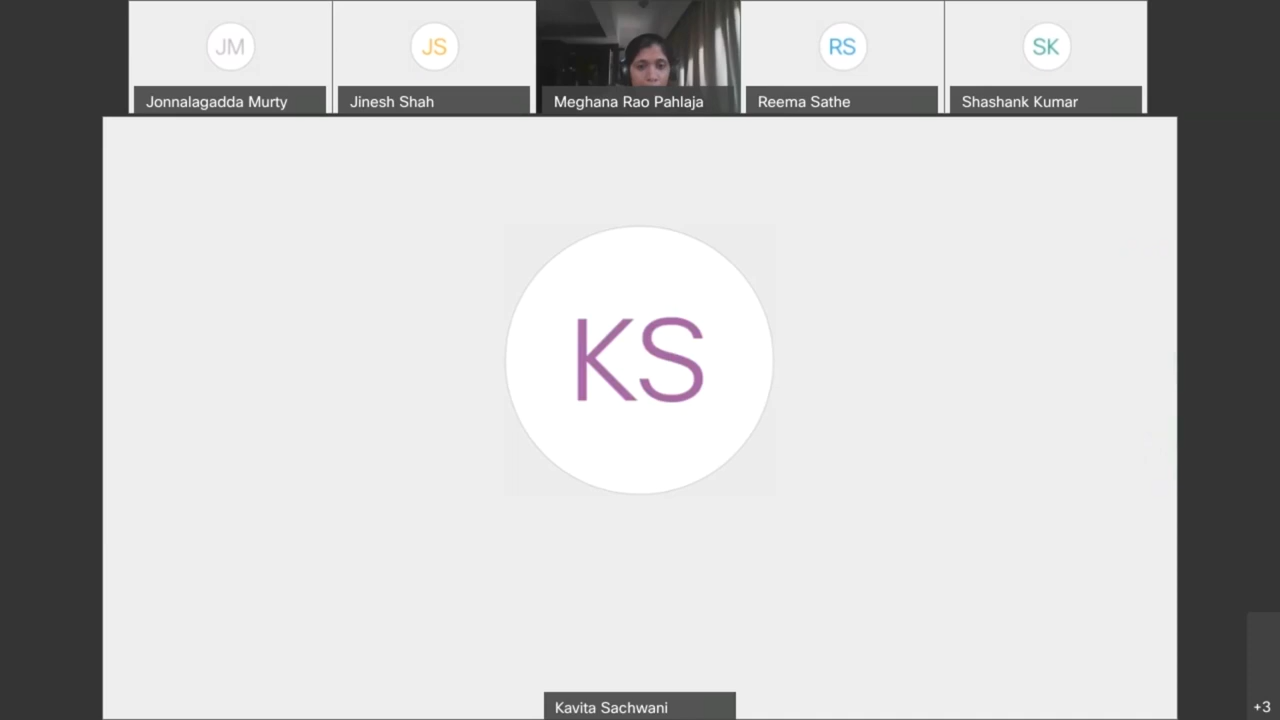 JM
JS
RS
SK
Jonnalagadda Murty
Jinesh Shah
Meghana Rao Pahlaja
Reema Sathe
Shashank Kumar
KS
Kavita Sachwani
+3